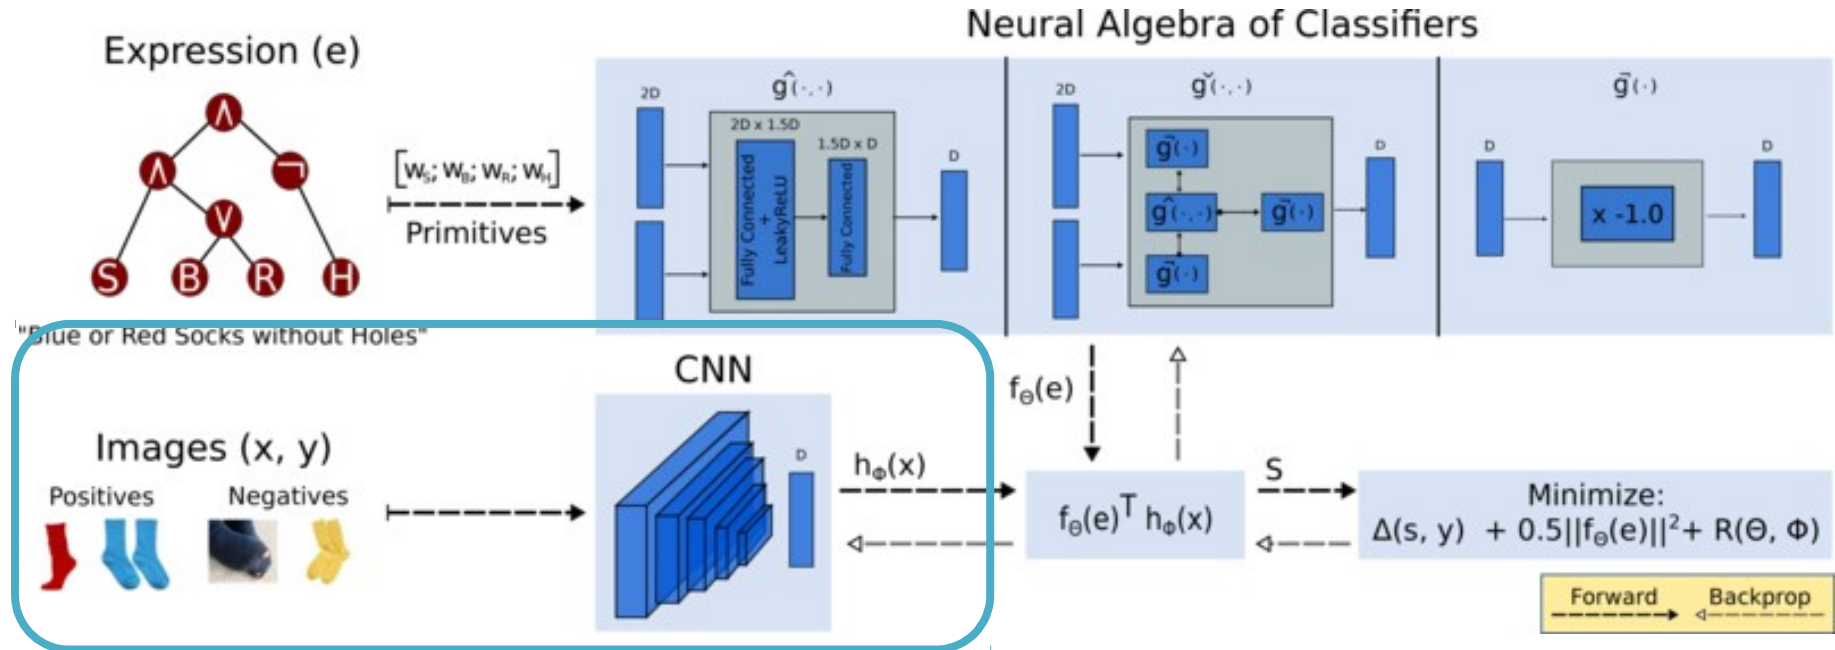 Neural Algebra of Classifiers
Expression (e)
∧
∧ ¬
∨
S B R H
"Blue or Red Socks without Holes"
[w_S; w_B; w_R; w_H]
Primitives
ĝ(·,·)
2D
2D x 1.5D
Fully Connected
+
LeakyReLU
1.5D x D
Fully Connected
D
ǧ(·,·)
2D
ḡ(·)
ĝ(·,·)
ḡ(·)
ḡ(·)
D
ḡ(·)
D
x -1.0
D
CNN
Images (x, y)
Positives
Negatives
D
h_Φ(x)
f_Θ(e)
f_Θ(e)^T h_Φ(x)
S
Minimize:
Δ(s, y) + 0.5||f_Θ(e)||²+ R(Θ, Φ)
Forward
Backprop